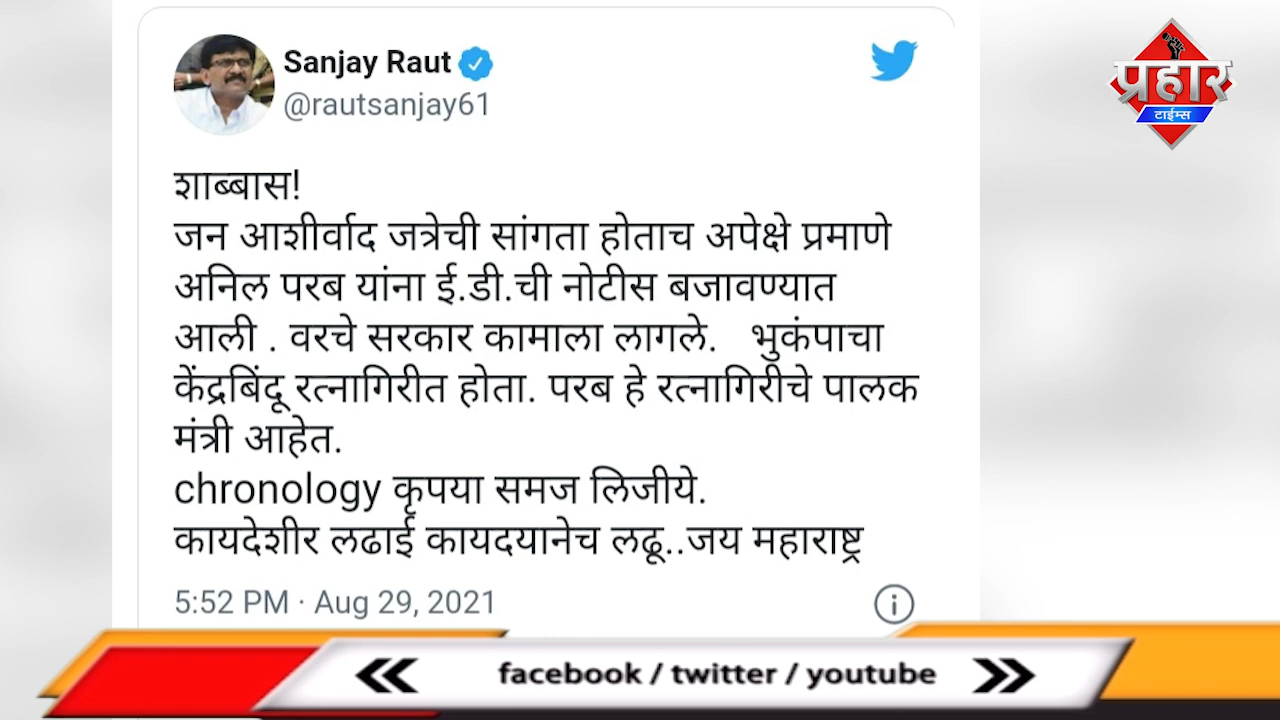 Sanjay Raut
@rautsanjay61
प्रहार
टाईम्स
शाब्बास!
जन आशीर्वाद जत्रेची सांगता होताच अपेक्षे प्रमाणे
अनिल परब यांना ई.डी.ची नोटीस बजावण्यात
आली . वरचे सरकार कामाला लागले. भुकंपाचा
केंद्रबिंदू रत्नागिरीत होता. परब हे रत्नागिरीचे पालक
मंत्री आहेत.
chronology कृपया समज लिजीये.
कायदेशीर लढाई कायदयानेच लढू..जय महाराष्ट्र
5:52 PM · Aug 29, 2021
facebook / twitter / youtube